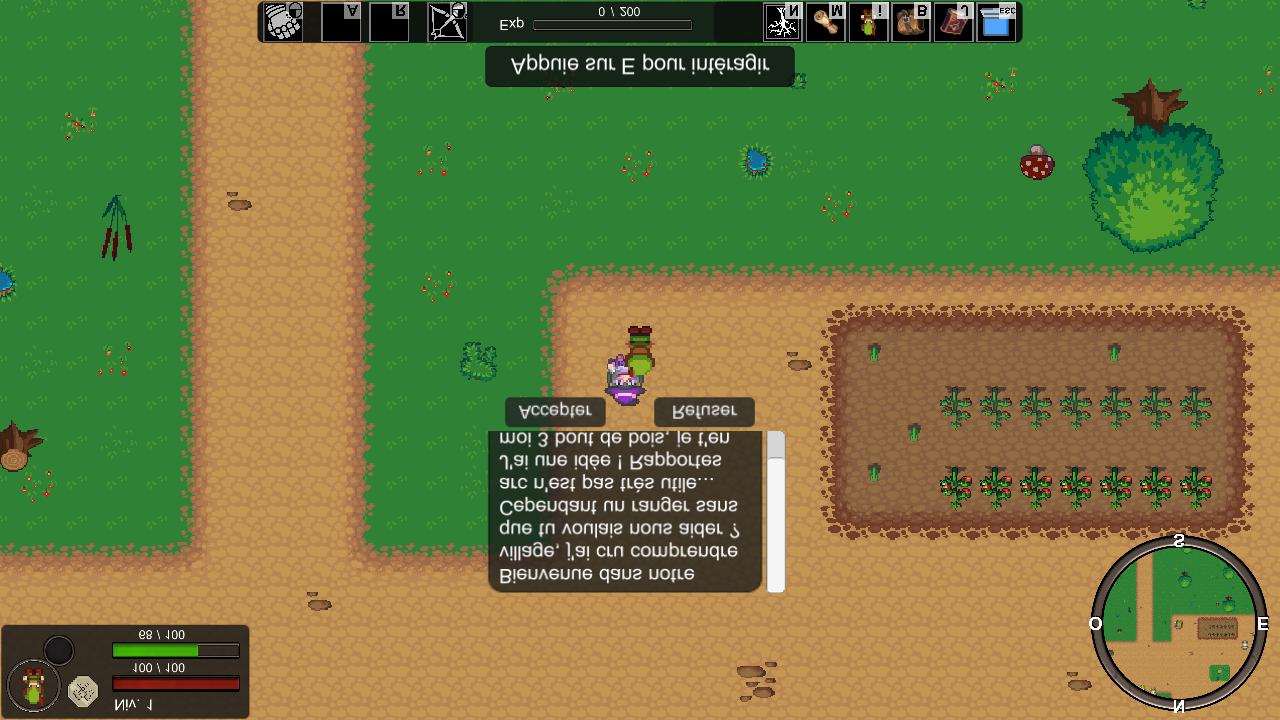 Niv. 1
100 / 100
68 / 100
N
O
E
S
Bienvenue dans notre
village, j'ai cru comprendre
que tu voulais nous aider ?
Cependant un ranger sans
arc n'est pas très utile...
J'ai une idée ! Rapportes
moi 3 bout de bois, je t'en
Accepter
Refuser
Appuie sur E pour intéragir
A
R
Exp
0 / 200
N
M
I
B
J
ESC